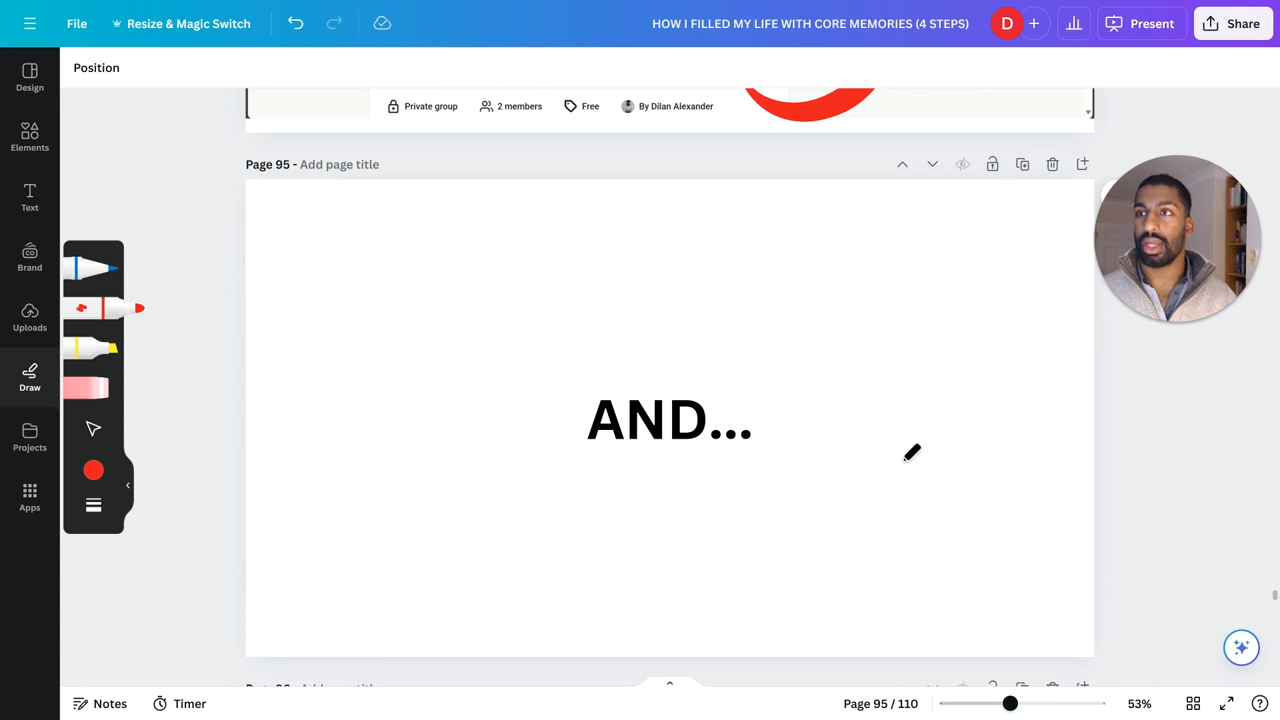 File
Resize & Magic Switch
HOW I FILLED MY LIFE WITH CORE MEMORIES (4 STEPS)
D
Present
Share
Design
Elements
Text
Brand
Uploads
Draw
Projects
Apps
Position
Private group
2 members
Free
By Dilan Alexander
Page 95 - Add page title
AND...
Notes
Timer
Page 95 / 110
53%